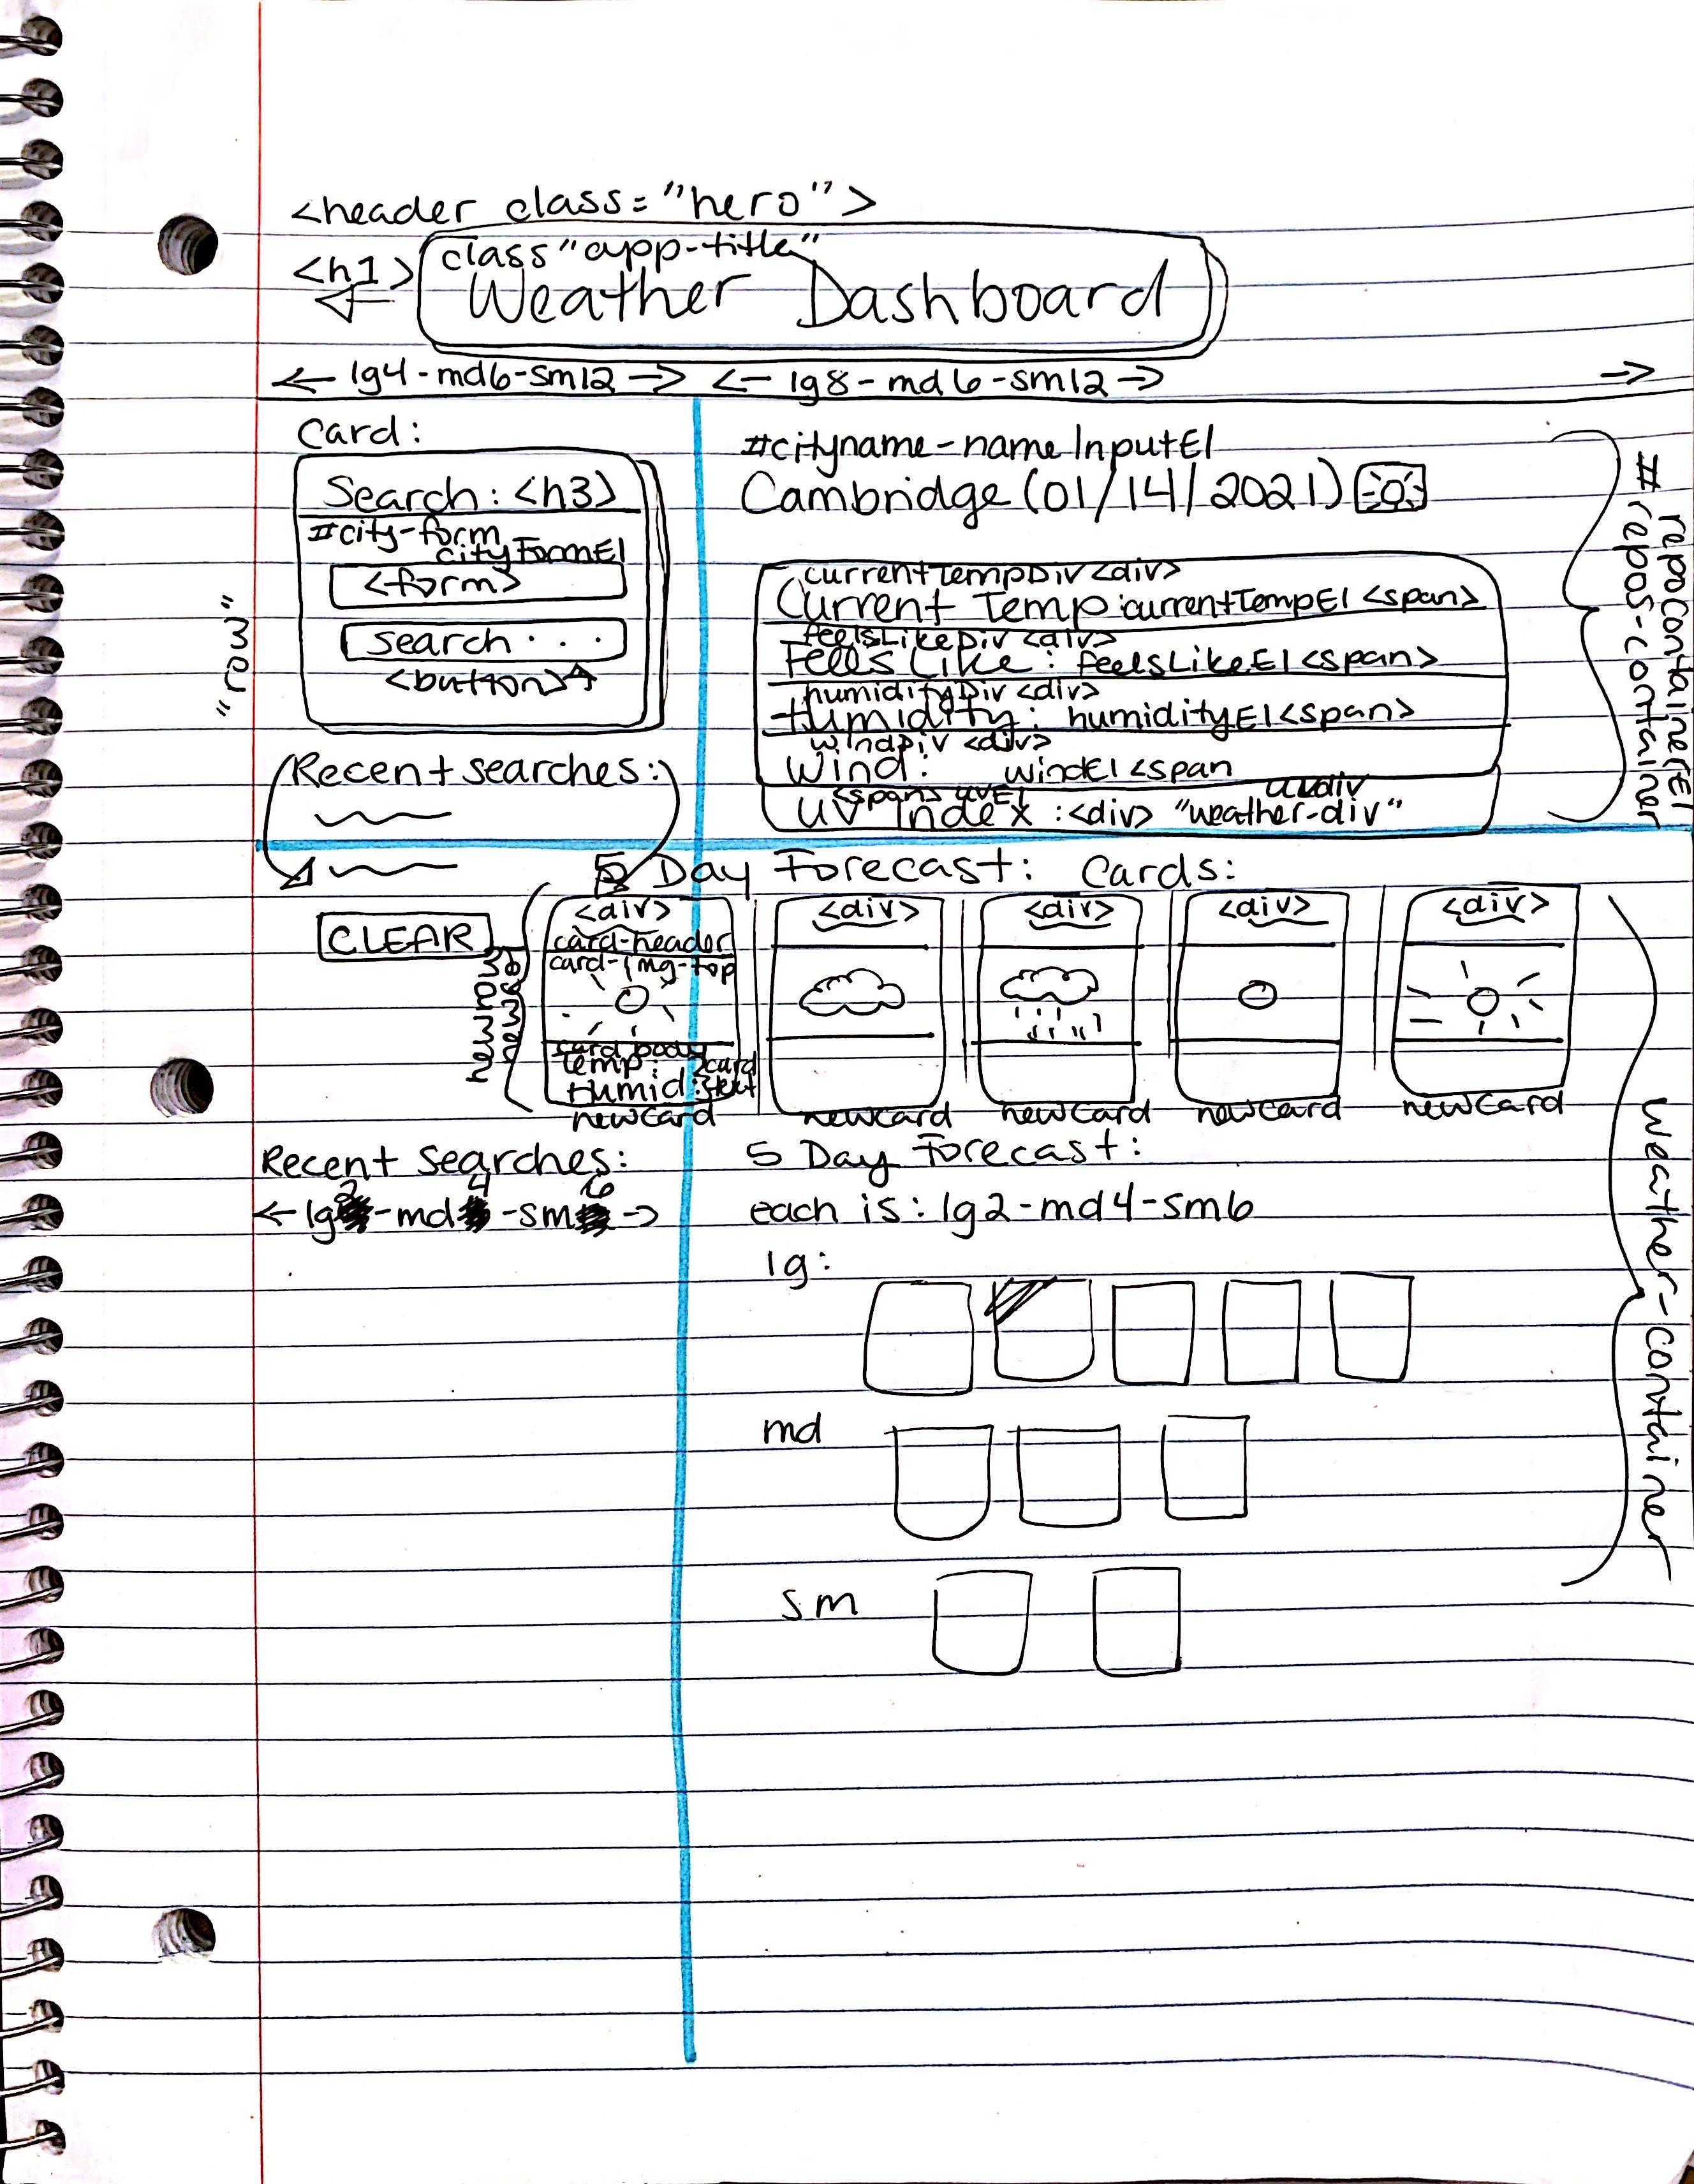 <header class="hero">
<h1> class "app-title"
Weather Dashboard
← lg4-md6-sm12 → ← lg8-md6-sm12 → →
"row"
Card:
Search: <h3>
#city-form
cityFormEl
<form>
search . . .
<button>
Recent searches:
CLEAR
#cityname-name InputEl
Cambridge (01/14/2021)
currentTempDiv <div>
Current Temp: currentTempEl <span>
feelsLikeDiv <div>
Feels Like: feelsLikeEl <span>
humidityDiv <div>
Humidity: humidityEl <span>
windDiv <div>
Wind: windEl <span
<span> uvEl uvdiv
UV Index: <div> "weather-div"
repoContainerEl
#repos-container
5 Day Forecast: Cards:
<div> <div> <div> <div> <div>
card-header
card-img-top
card body
Temp: card
Humid: text
newCard newCard newCard newCard newCard
weather-container
Recent Searches:
← lg2-md4-sm6 →
5 Day Forecast:
each is: lg2-md4-sm6
lg:
md
sm